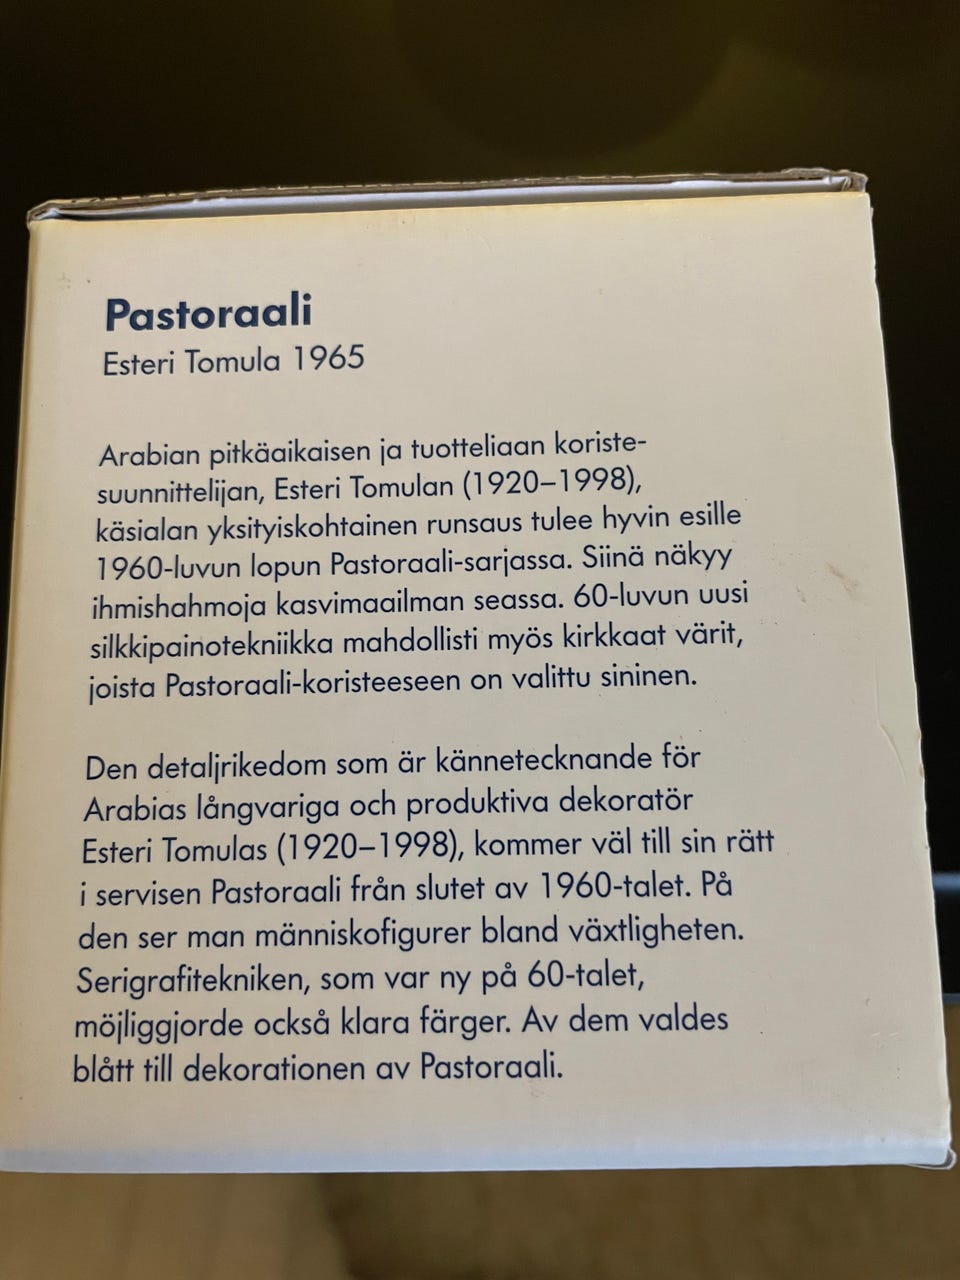 Pastoraali
Esteri Tomula 1965
Arabian pitkäaikaisen ja tuotteliaan koriste-
suunnittelijan, Esteri Tomulan (1920–1998),
käsialan yksityiskohtainen runsaus tulee hyvin esille
1960-luvun lopun Pastoraali-sarjassa. Siinä näkyy
ihmishahmoja kasvimaailman seassa. 60-luvun uusi
silkkipainotekniikka mahdollisti myös kirkkaat värit,
joista Pastoraali-koristeeseen on valittu sininen.
Den detaljrikedom som är kännetecknande för
Arabias långvariga och produktiva dekoratör
Esteri Tomulas (1920–1998), kommer väl till sin rätt
i servisen Pastoraali från slutet av 1960-talet. På
den ser man människofigurer bland växtligheten.
Serigrafitekniken, som var ny på 60-talet,
möjliggjorde också klara färger. Av dem valdes
blått till dekorationen av Pastoraali.